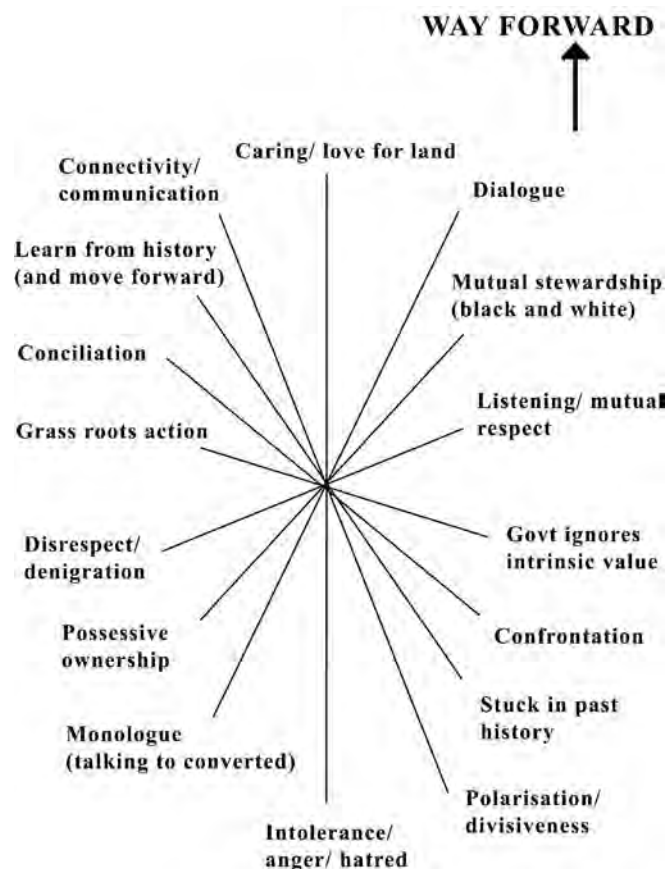 WAY FORWARD
Caring/ love for land
Connectivity/
communication
Dialogue
Learn from history
(and move forward)
Mutual stewardship
(black and white)
Conciliation
Listening/ mutual
respect
Grass roots action
Disrespect/
denigration
Govt ignores
intrinsic value
Possessive
ownership
Confrontation
Stuck in past
history
Monologue
(talking to converted)
Polarisation/
divisiveness
Intolerance/
anger/ hatred